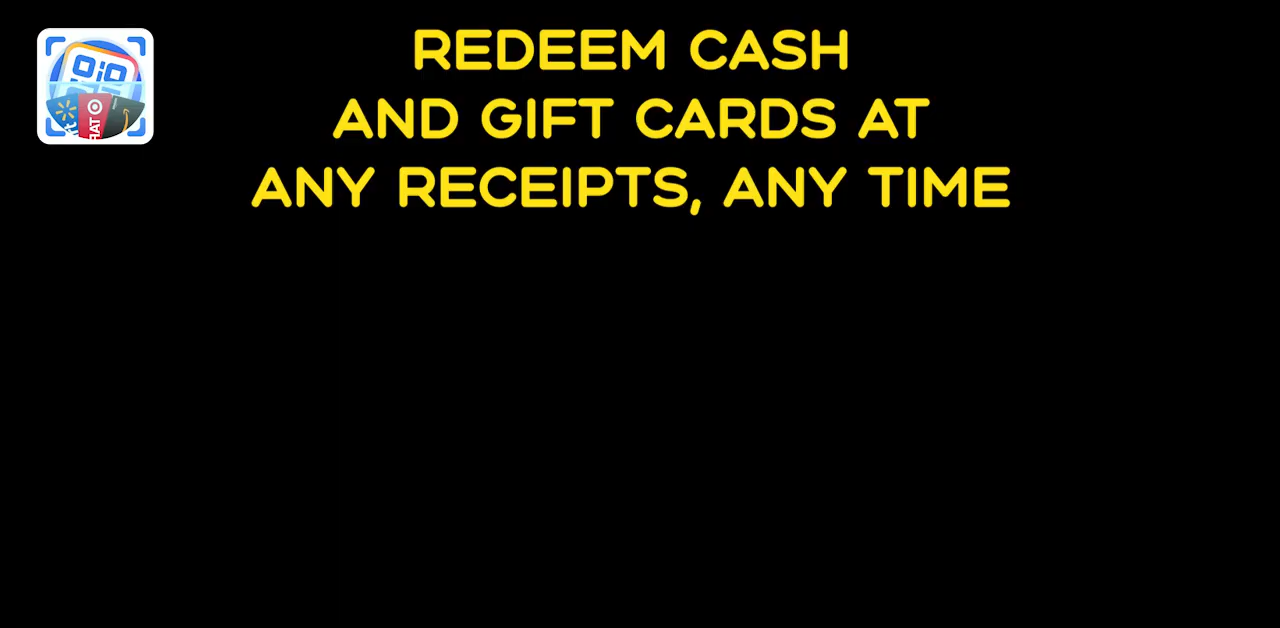 REDEEM CASH
AND GIFT CARDS AT
ANY RECEIPTS, ANY TIME